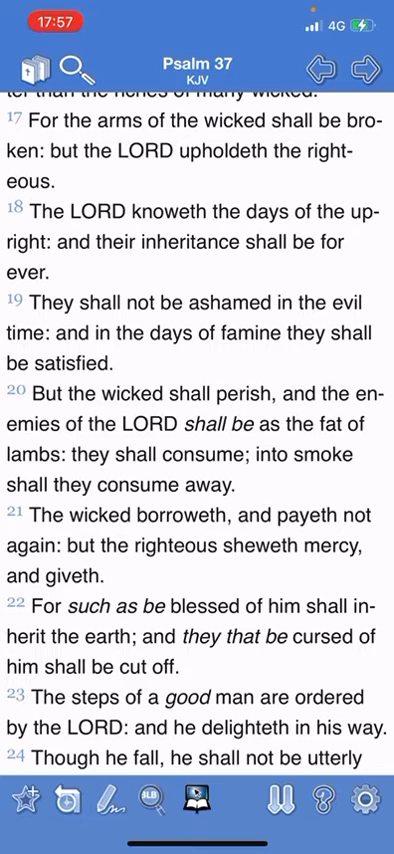 17:57
4G
Psalm 37
KJV
ter than the riches of many wicked.
17 For the arms of the wicked shall be bro-
ken: but the LORD upholdeth the right-
eous.
18 The LORD knoweth the days of the up-
right: and their inheritance shall be for
ever.
19 They shall not be ashamed in the evil
time: and in the days of famine they shall
be satisfied.
20 But the wicked shall perish, and the en-
emies of the LORD shall be as the fat of
lambs: they shall consume; into smoke
shall they consume away.
21 The wicked borroweth, and payeth not
again: but the righteous sheweth mercy,
and giveth.
22 For such as be blessed of him shall in-
herit the earth; and they that be cursed of
him shall be cut off.
23 The steps of a good man are ordered
by the LORD: and he delighteth in his way.
24 Though he fall, he shall not be utterly